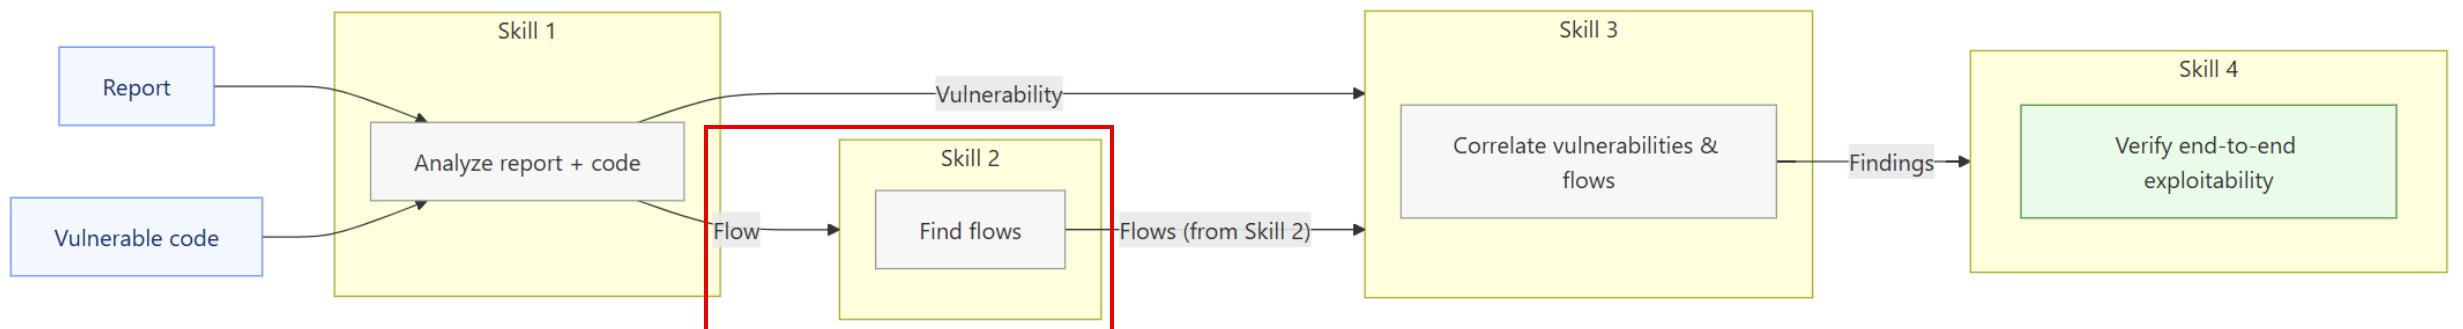 Report
Vulnerable code
Skill 1
Analyze report + code
Vulnerability
Flow
Skill 2
Find flows
Flows (from Skill 2)
Skill 3
Correlate vulnerabilities &
flows
Findings
Skill 4
Verify end-to-end
exploitability